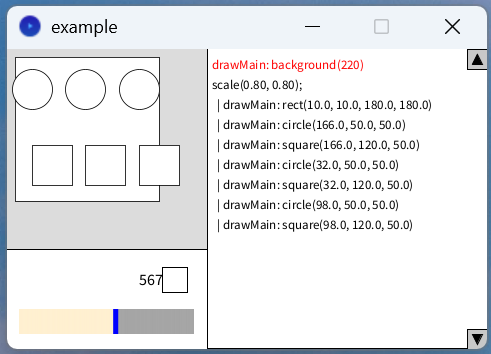 example
drawMain: background(220)
scale(0.80, 0.80);
| drawMain: rect(10.0, 10.0, 180.0, 180.0)
| drawMain: circle(166.0, 50.0, 50.0)
| drawMain: square(166.0, 120.0, 50.0)
| drawMain: circle(32.0, 50.0, 50.0)
| drawMain: square(32.0, 120.0, 50.0)
| drawMain: circle(98.0, 50.0, 50.0)
| drawMain: square(98.0, 120.0, 50.0)
567